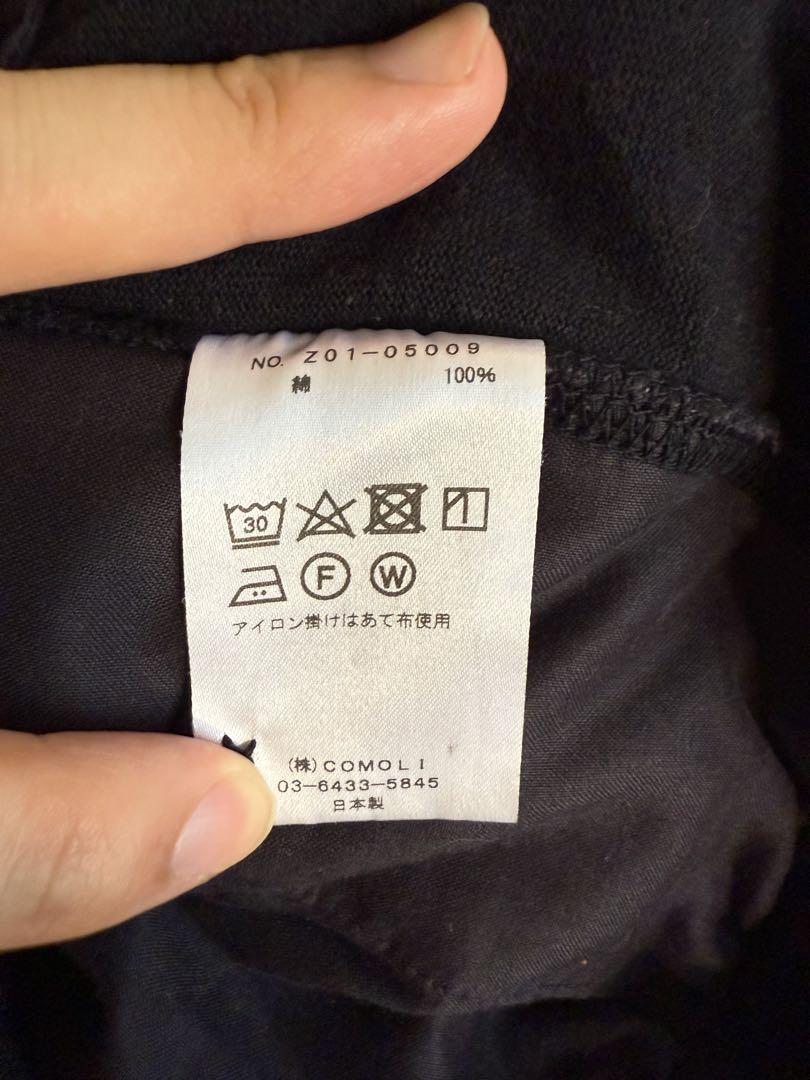 NO. Z01-05009
綿 100%
30
F W
アイロン掛けはあて布使用
(株)COMOLI
03-6433-5845
日本製